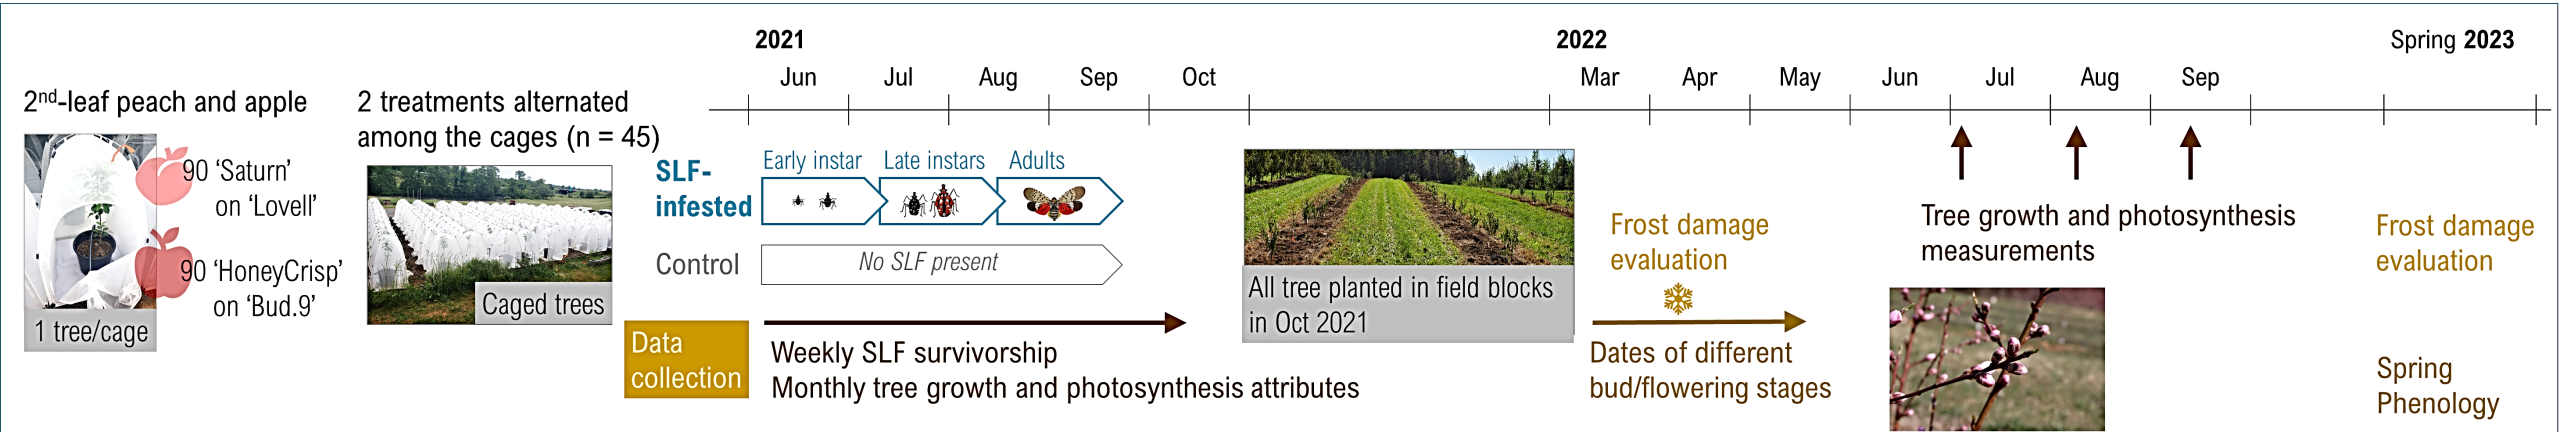 2nd-leaf peach and apple
90 ‘Saturn’
on ‘Lovell’
90 ‘HoneyCrisp’
on ‘Bud.9’
1 tree/cage
2 treatments alternated
among the cages (n = 45)
Caged trees
2021
Jun Jul Aug Sep Oct
2022
Mar Apr May Jun Jul Aug Sep
Spring 2023
SLF-
infested
Early instar Late instars Adults
Control
No SLF present
Data
collection
Weekly SLF survivorship
Monthly tree growth and photosynthesis attributes
All tree planted in field blocks
in Oct 2021
Frost damage
evaluation
Dates of different
bud/flowering stages
Tree growth and photosynthesis
measurements
Frost damage
evaluation
Spring
Phenology